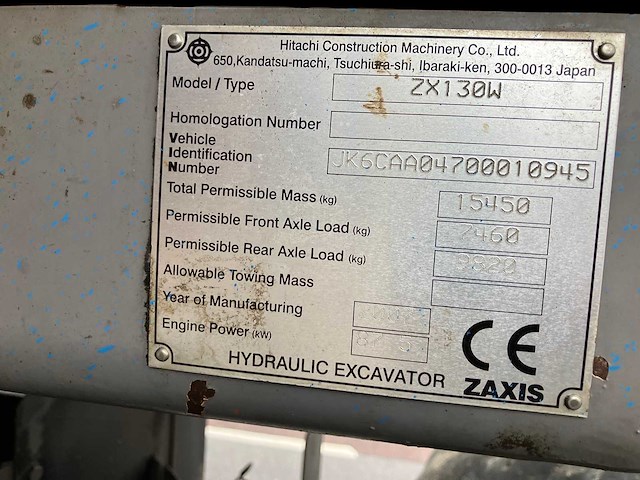 Hitachi Construction Machinery Co., Ltd.
650,Kandatsu-machi, Tsuchiura-shi, Ibaraki-ken, 300-0013 Japan
Model / Type ZX130W
Homologation Number
Vehicle
Identification
Number JK6CAA04700010945
Total Permissible Mass (kg) 15450
Permissible Front Axle Load (kg) 7460
Permissible Rear Axle Load (kg) 9820
Allowable Towing Mass
Year of Manufacturing
Engine Power (kW)
CE
HYDRAULIC EXCAVATOR ZAXIS